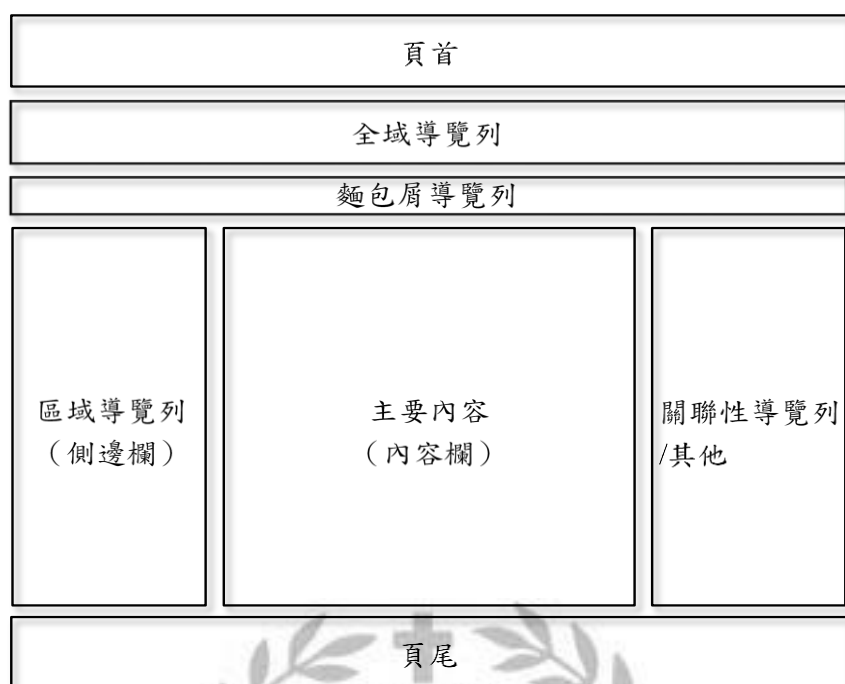 頁首
全域導覽列
麵包屑導覽列
區域導覽列
（側邊欄）
主要內容
（內容欄）
關聯性導覽列
/其他
頁尾